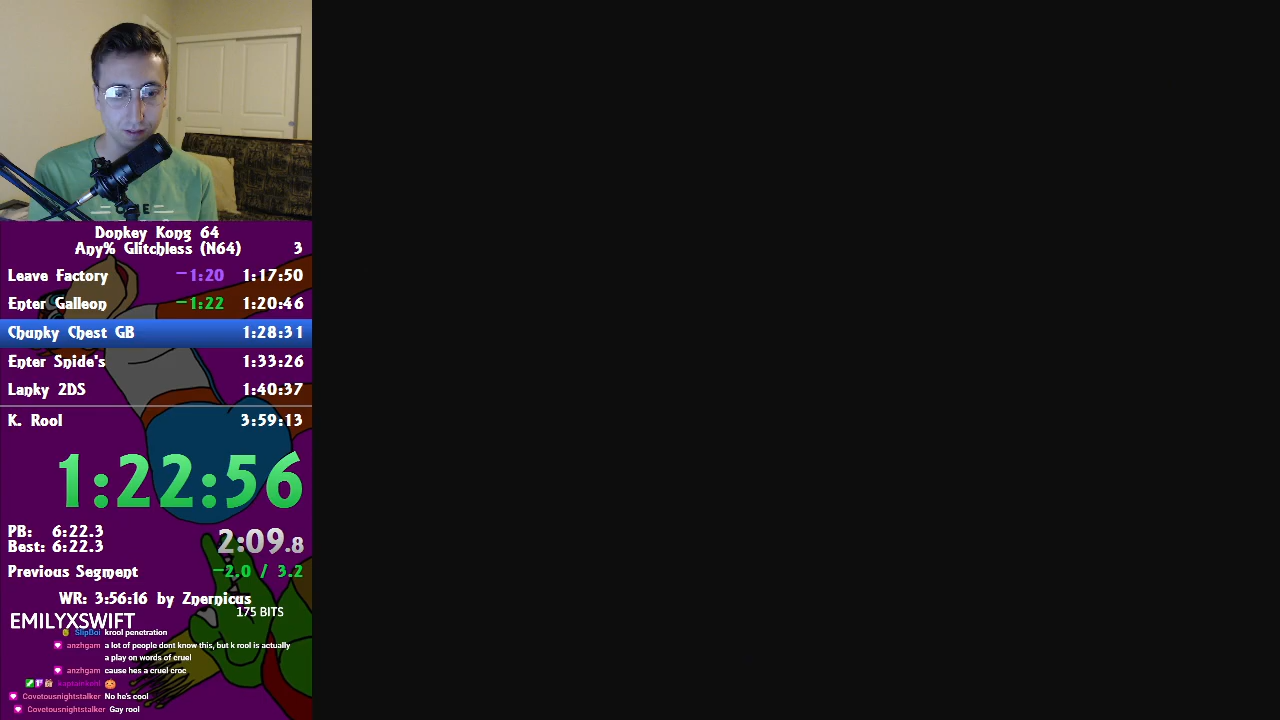 Donkey Kong 64
Any% Glitchless (N64) 3
Leave Factory −1:20 1:17:50
Enter Galleon −1:22 1:20:46
Chunky Chest GB 1:28:31
Enter Snide's 1:33:26
Lanky 2DS 1:40:37
K. Rool 3:59:13
1:22:56
PB: 6:22.3
Best: 6:22.3
2:09.8
Previous Segment −2.0 / 3.2
WR: 3:56:16 by Znernicus
175 BITS
EMILYXSWIFT
SlipDoi krool penetration
anzhgam a lot of people dont know this, but k rool is actually
a play on words of cruel
anzhgam cause hes a cruel croc
Covetousnightstalker No he's cool
Covetousnightstalker Gay rool